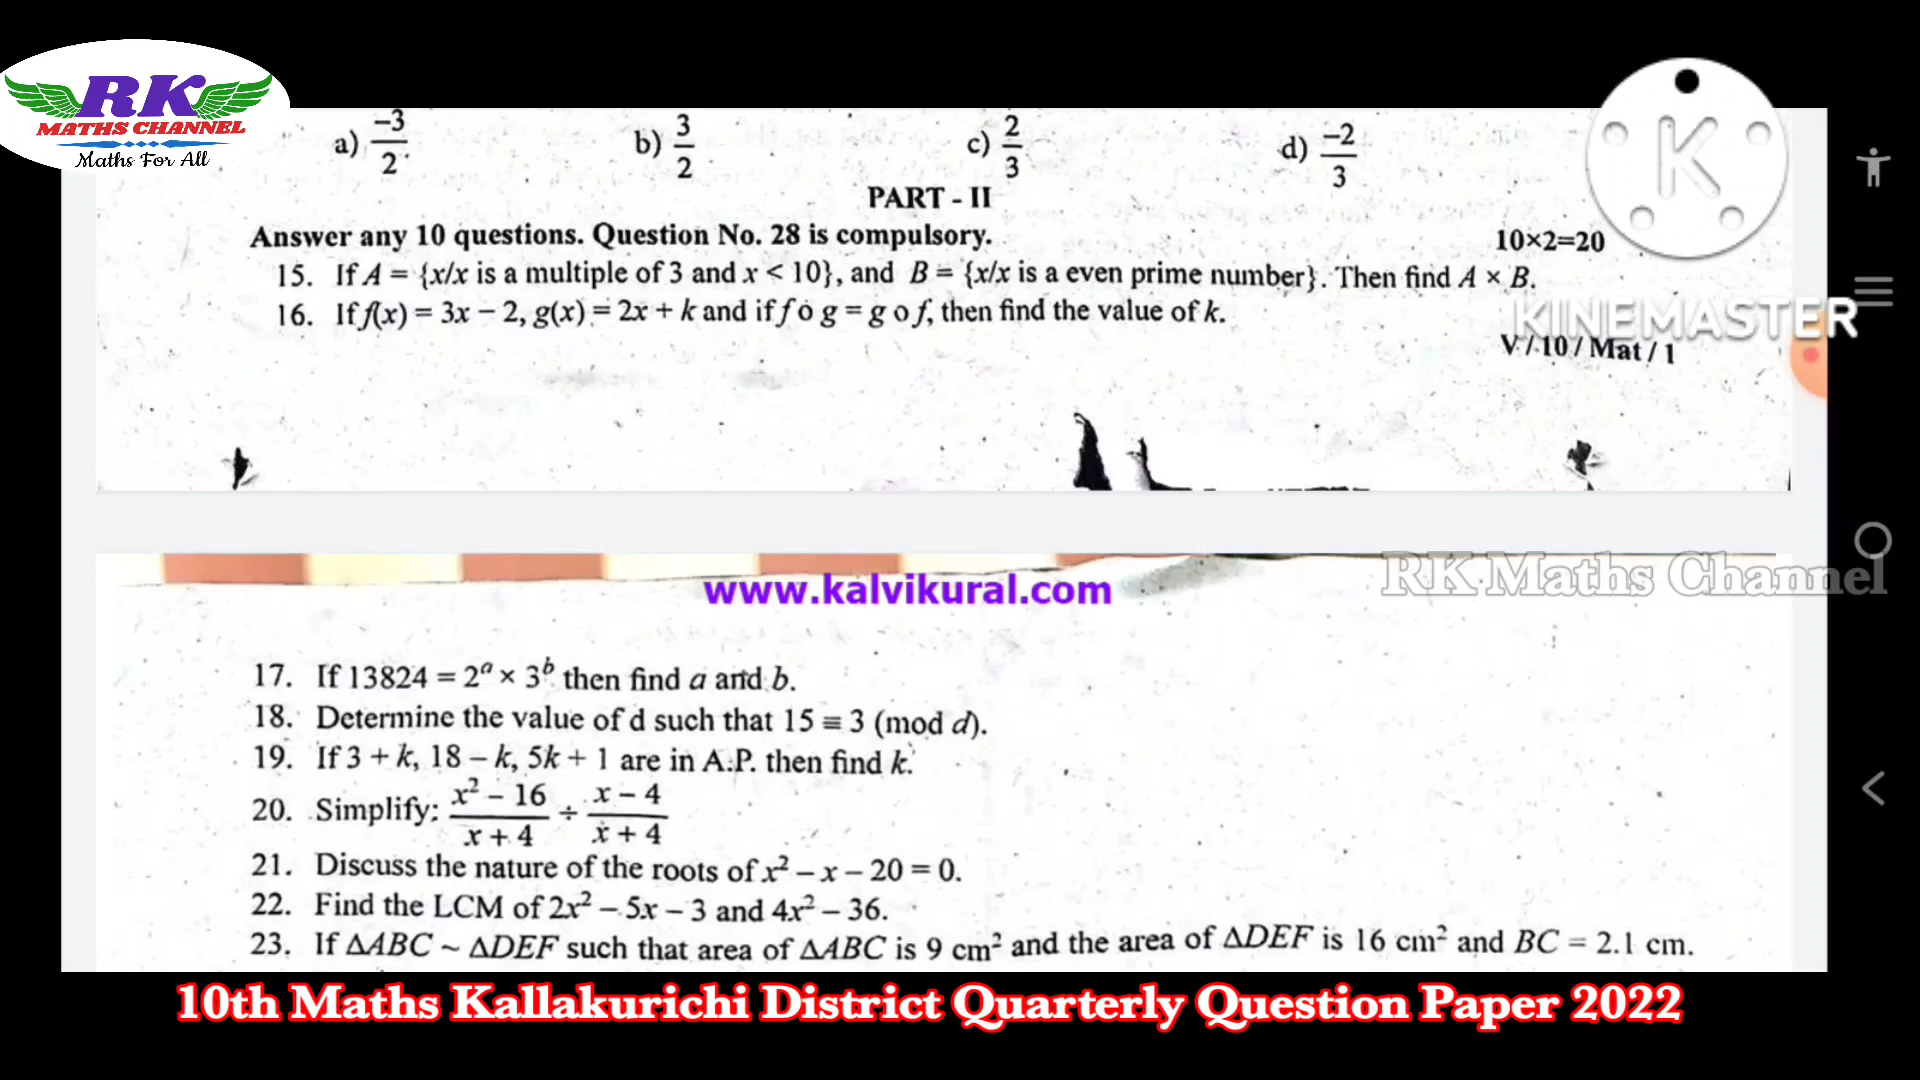 RK
MATHS CHANNEL
Maths For All
a) -3/2 b) 3/2 c) 2/3 d) -2/3
PART - II
Answer any 10 questions. Question No. 28 is compulsory. 10×2=20
15. If A = {x/x is a multiple of 3 and x < 10}, and B = {x/x is a even prime number}. Then find A × B.
16. If f(x) = 3x − 2, g(x) = 2x + k and if f o g = g o f, then find the value of k.
KINEMASTER
V / 10 / Mat / 1
www.kalvikural.com
RK Maths Channel
17. If 13824 = 2^a × 3^b then find a and b.
18. Determine the value of d such that 15 ≡ 3 (mod d).
19. If 3 + k, 18 − k, 5k + 1 are in A.P. then find k.
20. Simplify: (x² − 16)/(x + 4) ÷ (x − 4)/(x + 4)
21. Discuss the nature of the roots of x² − x − 20 = 0.
22. Find the LCM of 2x² − 5x − 3 and 4x² − 36.
23. If ΔABC ~ ΔDEF such that area of ΔABC is 9 cm² and the area of ΔDEF is 16 cm² and BC = 2.1 cm.
10th Maths Kallakurichi District Quarterly Question Paper 2022